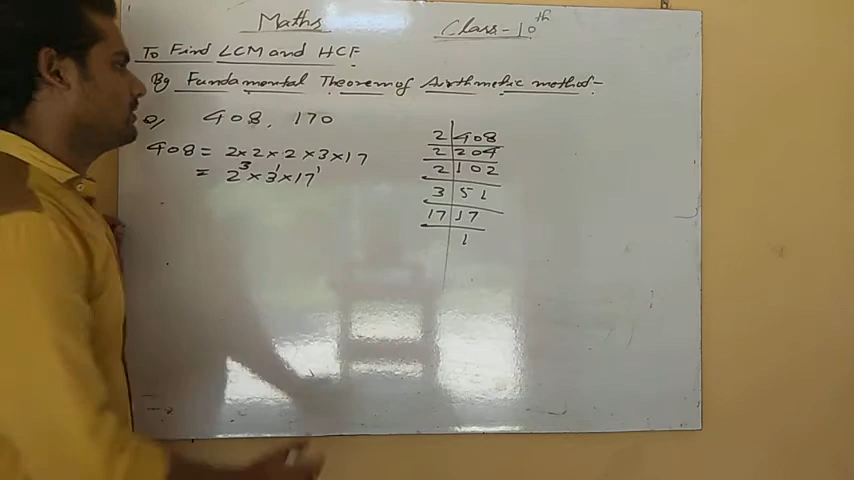 Maths Class-10th
To Find LCM and HCF
By Fundamental Theorem of Arithmetic method-
Q, 408, 170
408 = 2×2×2×3×17
= 2³×3¹×17¹
2 | 408
2 | 204
2 | 102
3 | 51
17 | 17
1